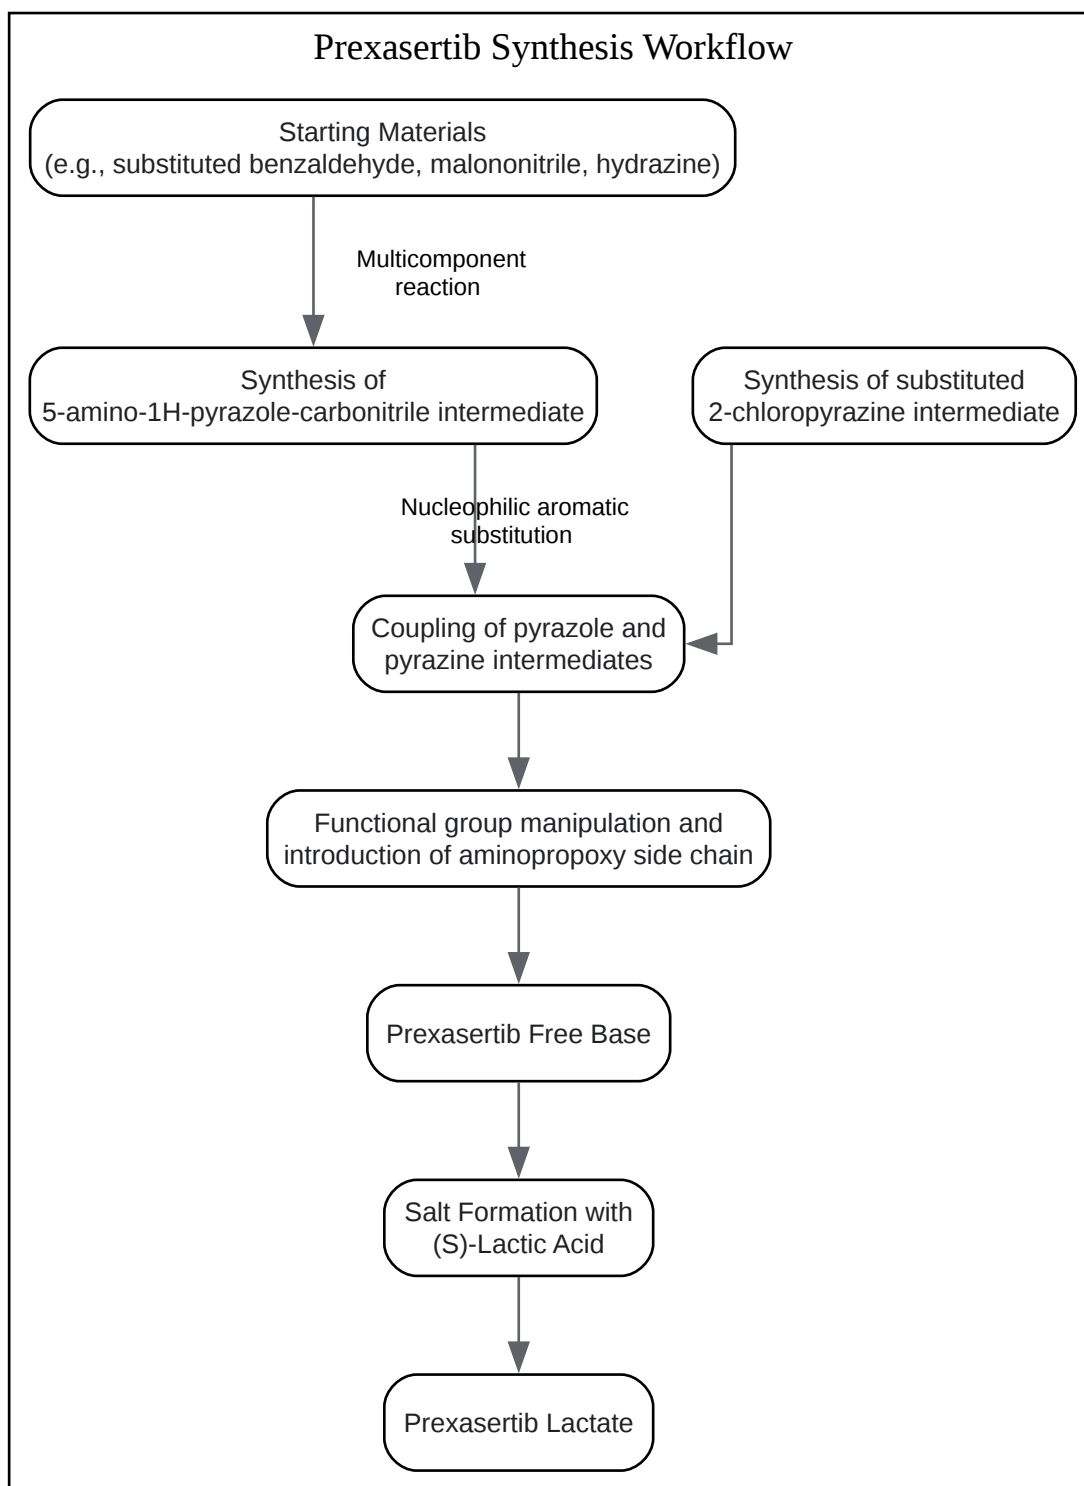 Prexasertib Synthesis Workflow
Starting Materials
(e.g., substituted benzaldehyde, malononitrile, hydrazine)
Multicomponent
reaction
Synthesis of
5-amino-1H-pyrazole-carbonitrile intermediate
Synthesis of substituted
2-chloropyrazine intermediate
Nucleophilic aromatic
substitution
Coupling of pyrazole and
pyrazine intermediates
Functional group manipulation and
introduction of aminopropoxy side chain
Prexasertib Free Base
Salt Formation with
(S)-Lactic Acid
Prexasertib Lactate